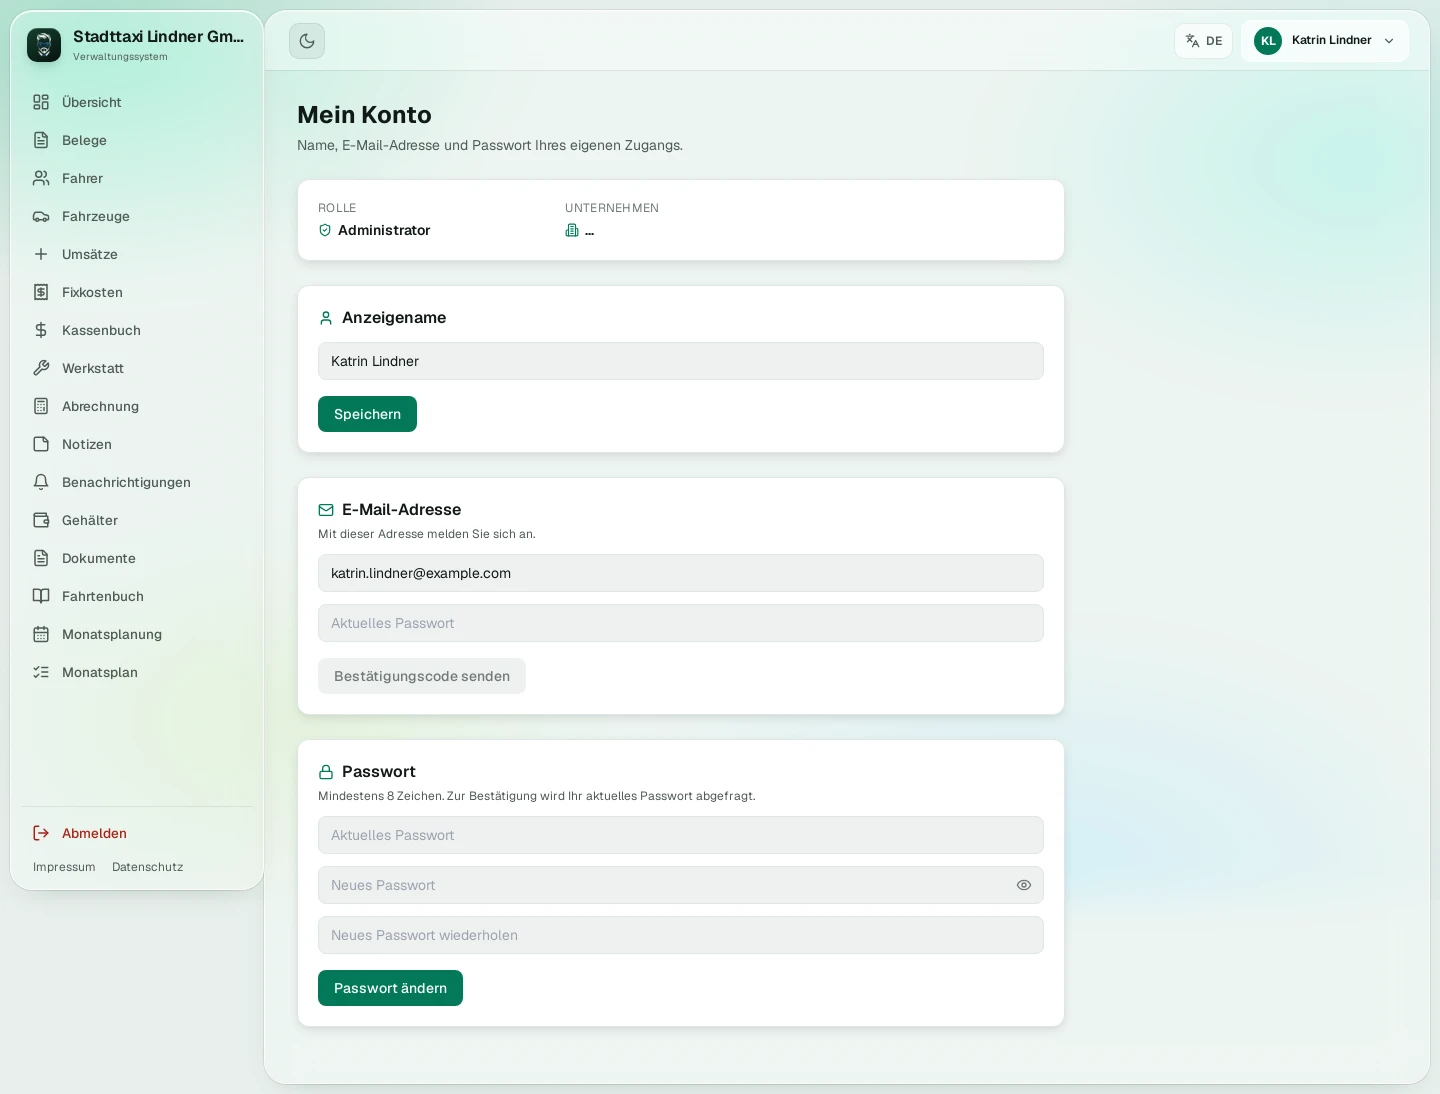 Stadttaxi Lindner Gm...
Verwaltungssystem
Übersicht
Belege
Fahrer
Fahrzeuge
Umsätze
Fixkosten
Kassenbuch
Werkstatt
Abrechnung
Notizen
Benachrichtigungen
Gehälter
Dokumente
Fahrtenbuch
Monatsplanung
Monatsplan
Abmelden
Impressum Datenschutz
DE
KL Katrin Lindner
Mein Konto
Name, E-Mail-Adresse und Passwort Ihres eigenen Zugangs.
ROLLE UNTERNEHMEN
Administrator ...
Anzeigename
Katrin Lindner
Speichern
E-Mail-Adresse
Mit dieser Adresse melden Sie sich an.
katrin.lindner@example.com
Aktuelles Passwort
Bestätigungscode senden
Passwort
Mindestens 8 Zeichen. Zur Bestätigung wird Ihr aktuelles Passwort abgefragt.
Aktuelles Passwort
Neues Passwort
Neues Passwort wiederholen
Passwort ändern